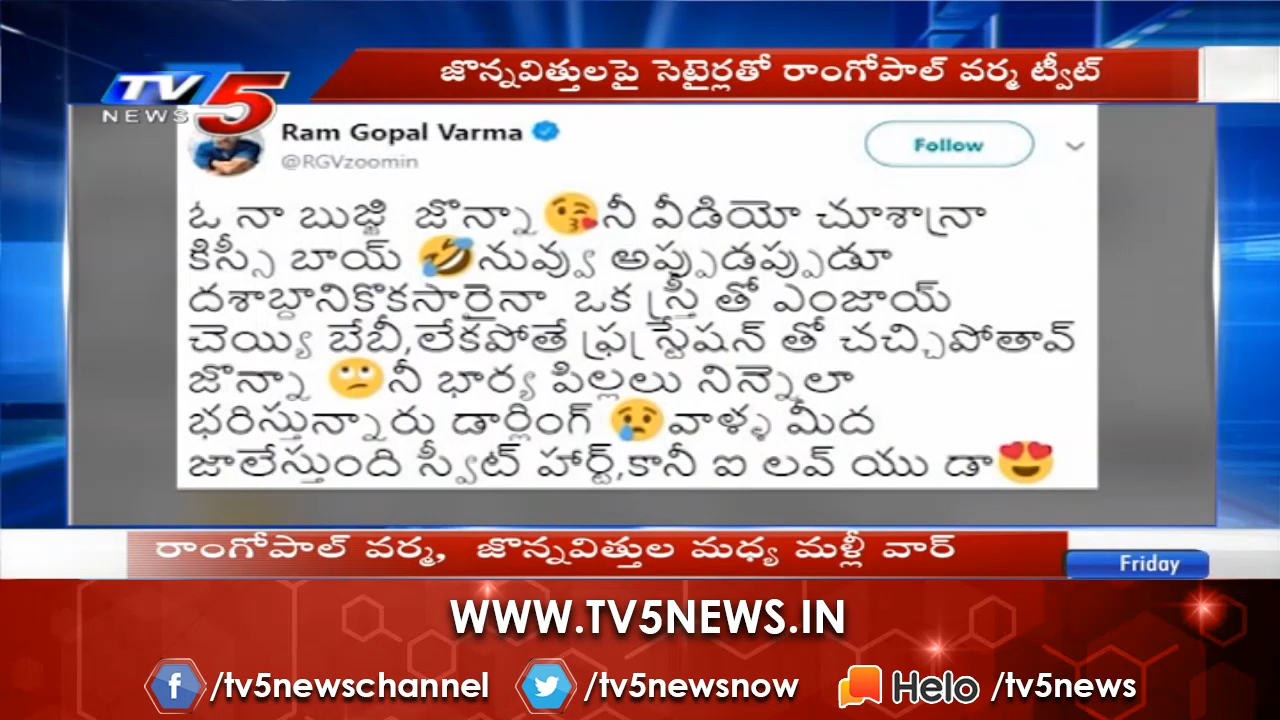 జొన్నవిత్తులపై సెటైర్లతో రాంగోపాల్ వర్మ ట్వీట్
TV5
NEWS
Ram Gopal Varma
@RGVzoomin
Follow
ఓ నా బుజ్జి జొన్నా 😘నీ వీడియో చూశా నా
కిస్సీ బాయ్ 🤣నువ్వు అప్పుడప్పుడూ
దశాబ్దానికొకసారైనా ఒక స్త్రీ తో ఎంజాయ్
చెయ్యి బేబీ,లేకపోతే ఫ్రస్ట్రేషన్ తో చచ్చిపోతావ్
జొన్నా 🙄నీ భార్య పిల్లలు నిన్నెలా
భరిస్తున్నారు డార్లింగ్ 😢వాళ్ళ మీద
జాలేస్తుంది స్వీట్ హార్ట్,కానీ ఐ లవ్ యు డా😍
రాంగోపాల్ వర్మ, జొన్నవిత్తుల మధ్య మళ్లీ వార్
Friday
WWW.TV5NEWS.IN
/tv5newschannel
/tv5newsnow
Helo /tv5news